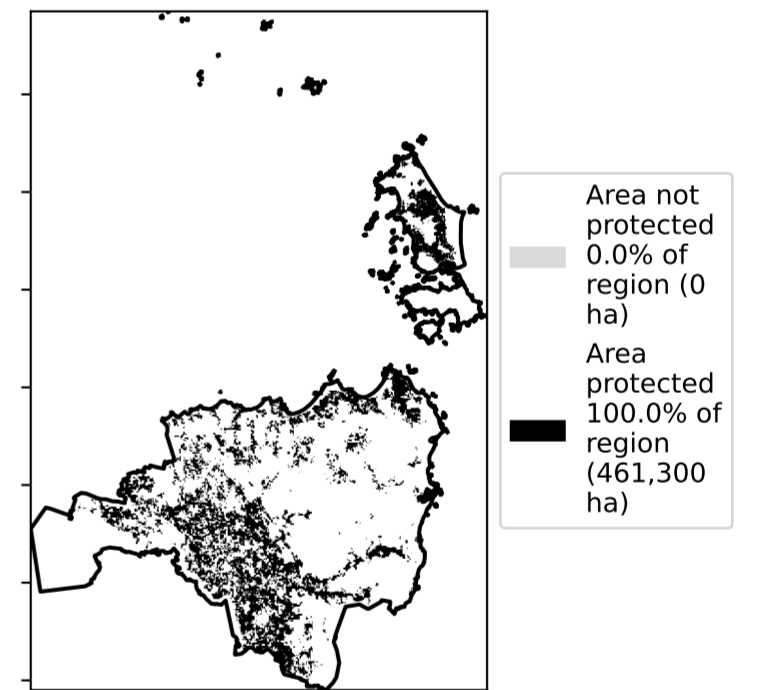 Area not
protected
0.0% of
region (0
ha)
Area
protected
100.0% of
region
(461,300
ha)